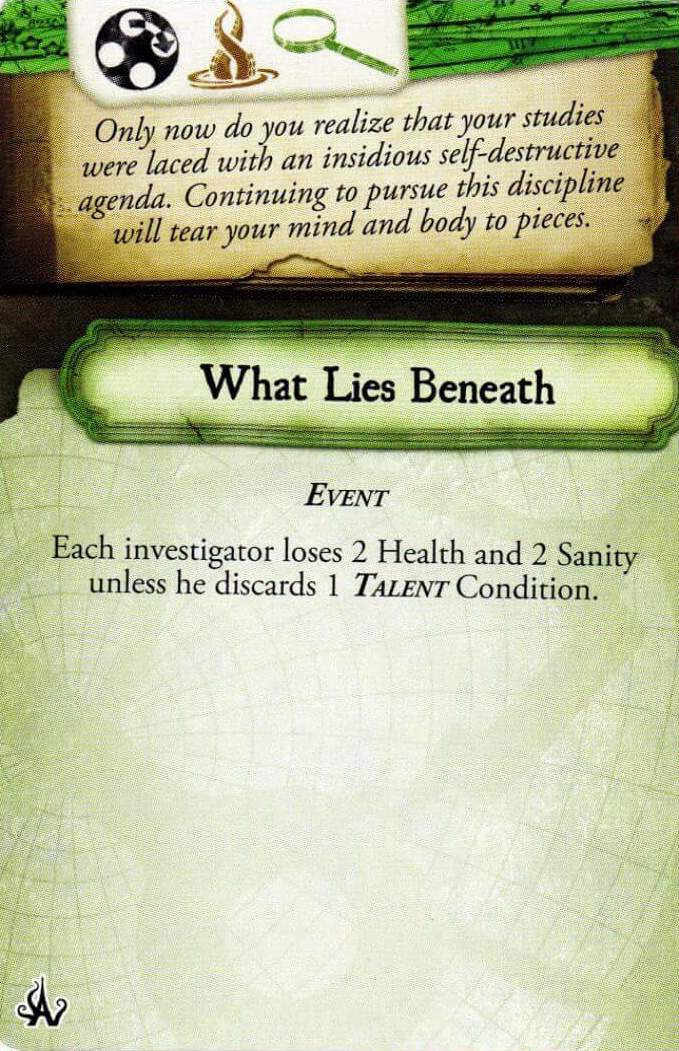 Only now do you realize that your studies
were laced with an insidious self-destructive
agenda. Continuing to pursue this discipline
will tear your mind and body to pieces.
What Lies Beneath
EVENT
Each investigator loses 2 Health and 2 Sanity
unless he discards 1 TALENT Condition.